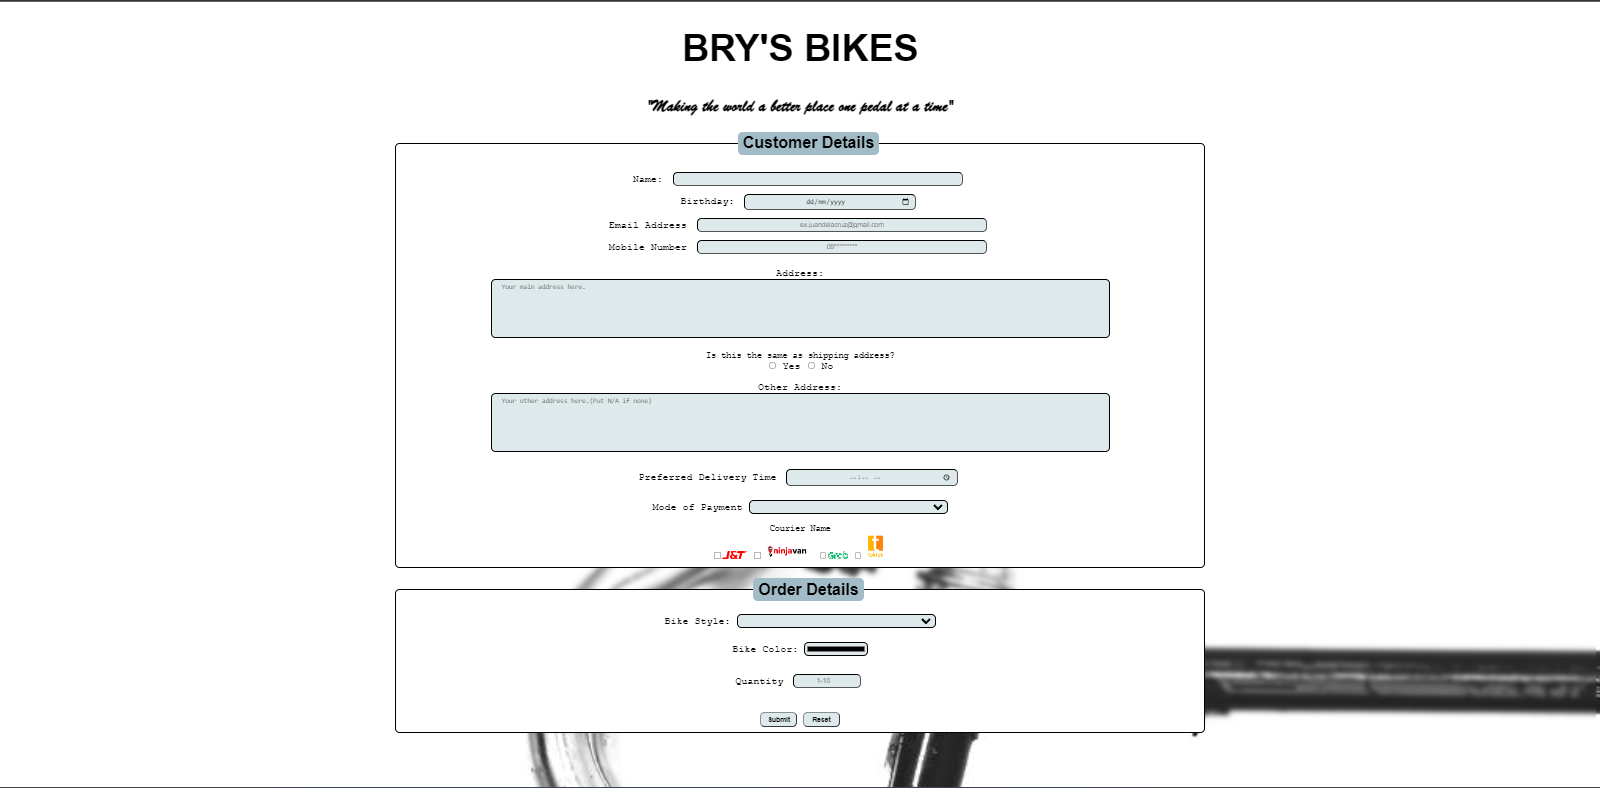 BRY'S BIKES
"Making the world a better place one pedal at a time"
Customer Details
Name:
Birthday: dd/mm/yyyy
Email Address ex.juandelacruz@gmail.com
Mobile Number 09*********
Address:
Your main address here.
Is this the same as shipping address?
Yes No
Other Address:
Your other address here.(Put N/A if none)
Preferred Delivery Time --:-- --
Mode of Payment
Courier Name
J&T ninjavan Grab t
Order Details
Bike Style:
Bike Color:
Quantity 1-10
Submit Reset